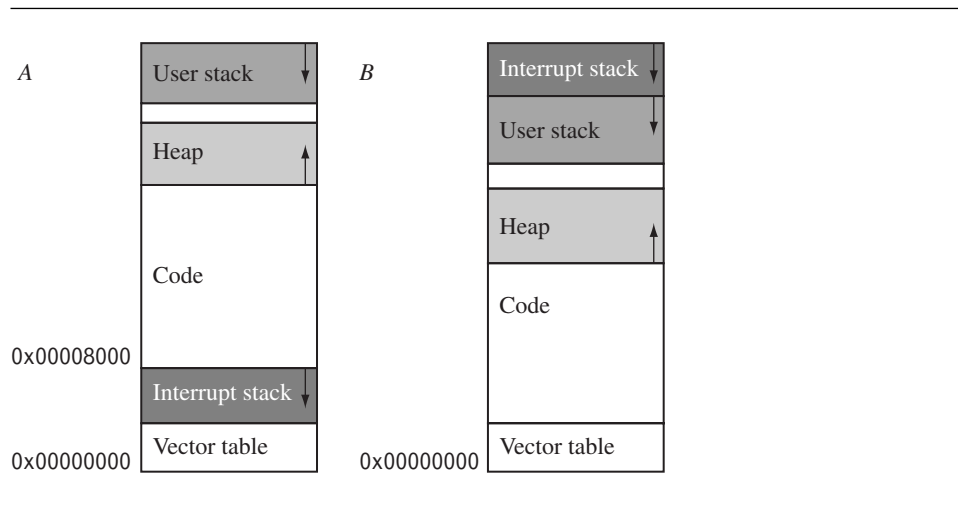 A
User stack
Heap
Code
0x00008000
Interrupt stack
Vector table
0x00000000
B
Interrupt stack
User stack
Heap
Code
Vector table
0x00000000